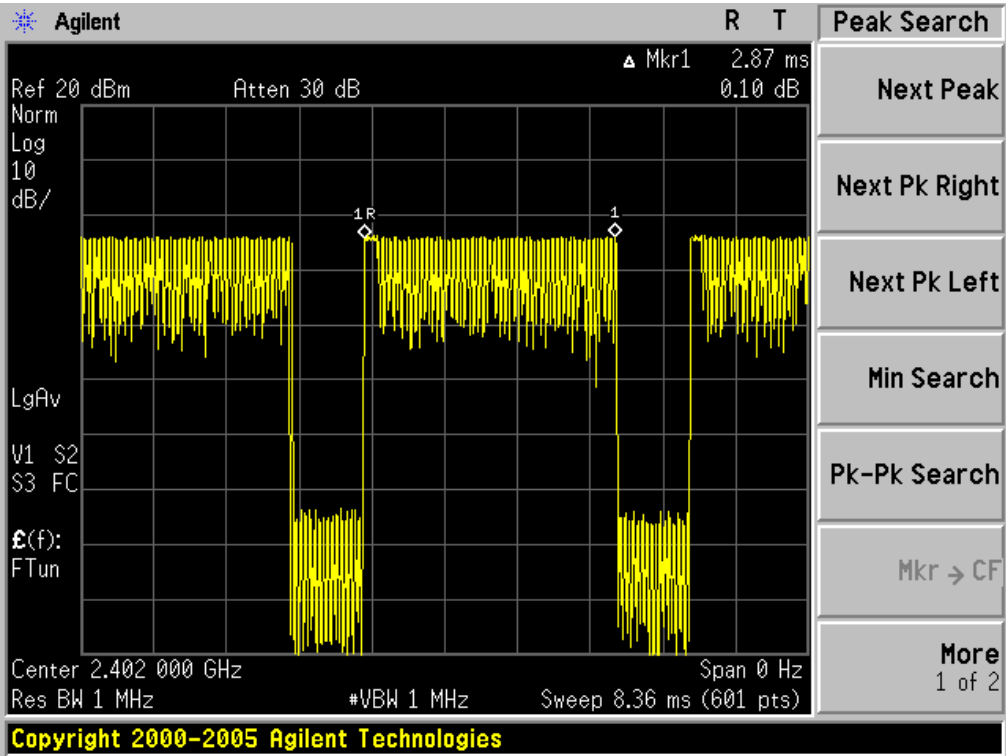 Agilent R T
Peak Search
Δ Mkr1 2.87 ms
Ref 20 dBm Atten 30 dB 0.10 dB
Norm
Log
10
dB/
1R
1
LgAv
V1 S2
S3 FC
£(f):
FTun
Center 2.402 000 GHz Span 0 Hz
Res BW 1 MHz #VBW 1 MHz Sweep 8.36 ms (601 pts)
Copyright 2000-2005 Agilent Technologies
Next Peak
Next Pk Right
Next Pk Left
Min Search
Pk-Pk Search
Mkr → CF
More
1 of 2